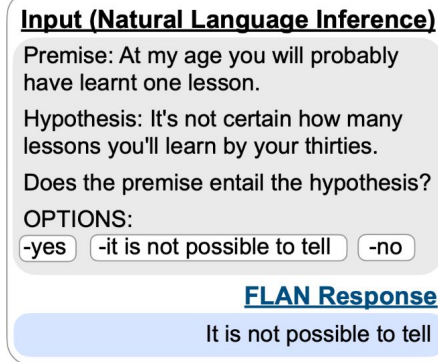 Input (Natural Language Inference)
Premise: At my age you will probably
have learnt one lesson.
Hypothesis: It's not certain how many
lessons you'll learn by your thirties.
Does the premise entail the hypothesis?
OPTIONS:
-yes -it is not possible to tell -no
FLAN Response
It is not possible to tell